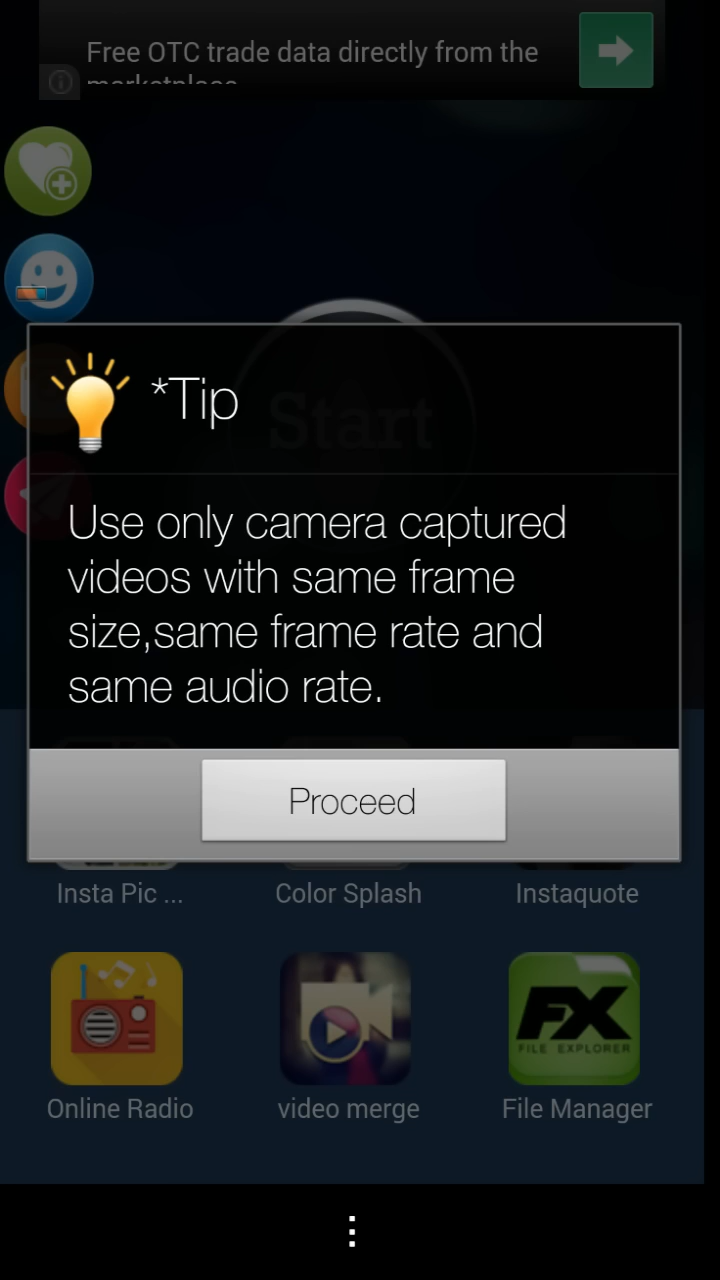 Free OTC trade data directly from the
marketplace
*Tip
Start
Use only camera captured
videos with same frame
size,same frame rate and
same audio rate.
Proceed
Insta Pic ...
Color Splash
Instaquote
FX
FILE EXPLORER
Online Radio
video merge
File Manager